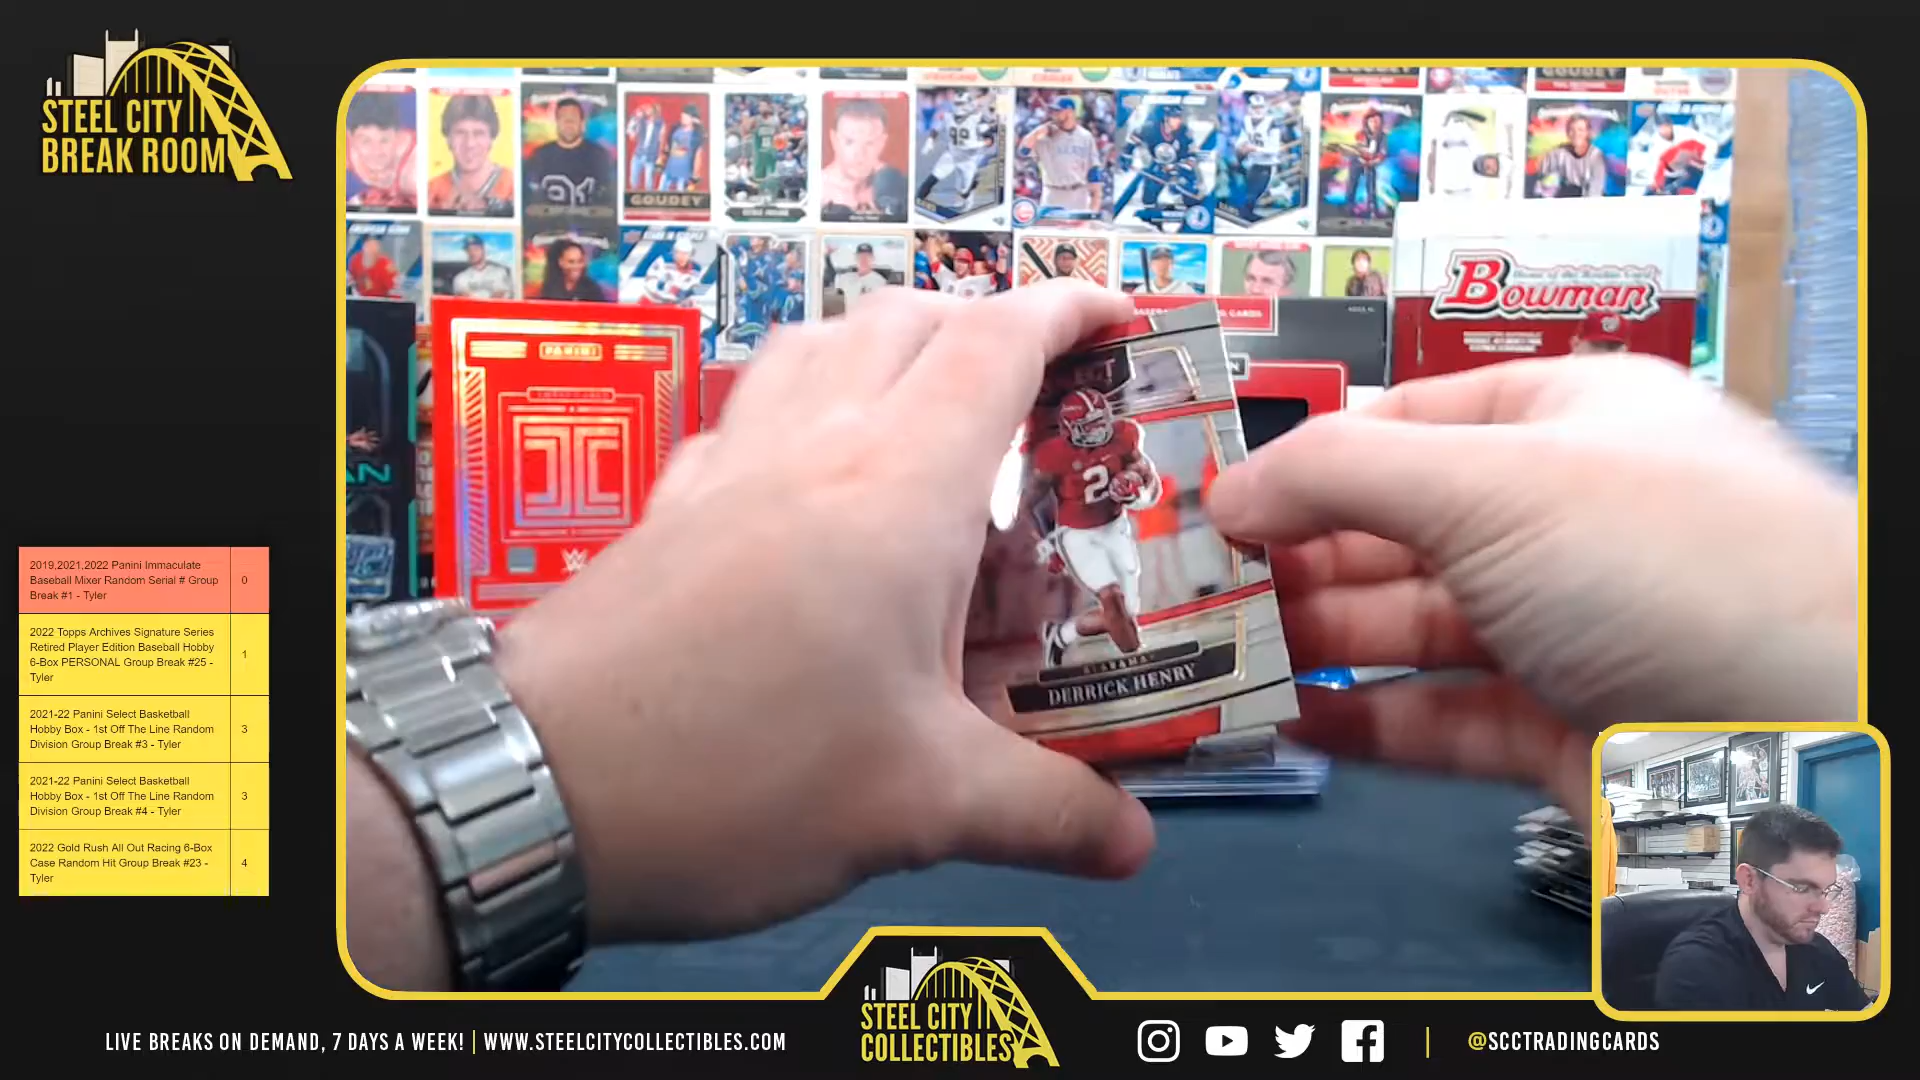 STEEL CITY
BREAK ROOM
GOUDEY
Bowman
PANINI
DERRICK HENRY
ALABAMA
2
2019,2021,2022 Panini Immaculate
Baseball Mixer Random Serial # Group
Break #1 - Tyler
0
2022 Topps Archives Signature Series
Retired Player Edition Baseball Hobby
6-Box PERSONAL Group Break #25 -
Tyler
1
2021-22 Panini Select Basketball
Hobby Box - 1st Off The Line Random
Division Group Break #3 - Tyler
3
2021-22 Panini Select Basketball
Hobby Box - 1st Off The Line Random
Division Group Break #4 - Tyler
3
2022 Gold Rush All Out Racing 6-Box
Case Random Hit Group Break #23 -
Tyler
4
STEEL CITY
COLLECTIBLES
LIVE BREAKS ON DEMAND, 7 DAYS A WEEK! | WWW.STEELCITYCOLLECTIBLES.COM
@SCCTRADINGCARDS